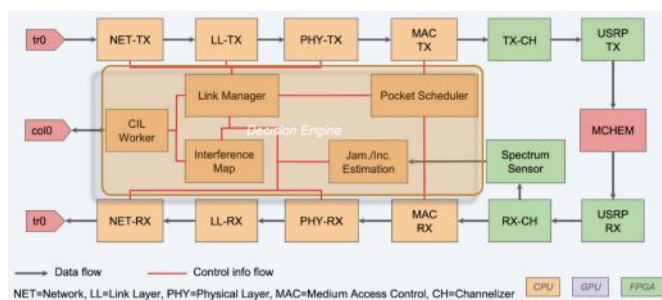 tr0
NET-TX
LL-TX
PHY-TX
MAC
TX
TX-CH
USRP
TX
Link Manager
Pocket Scheduler
CIL
Worker
col0
Decision Engine
MCHEM
Interference
Map
Jam./Inc.
Estimation
Spectrum
Sensor
tr0
NET-RX
LL-RX
PHY-RX
MAC
RX
RX-CH
USRP
RX
Data flow
Control info flow
CPU
GPU
FPGA
NET=Network, LL=Link Layer, PHY=Physical Layer, MAC=Medium Access Control, CH=Channelizer